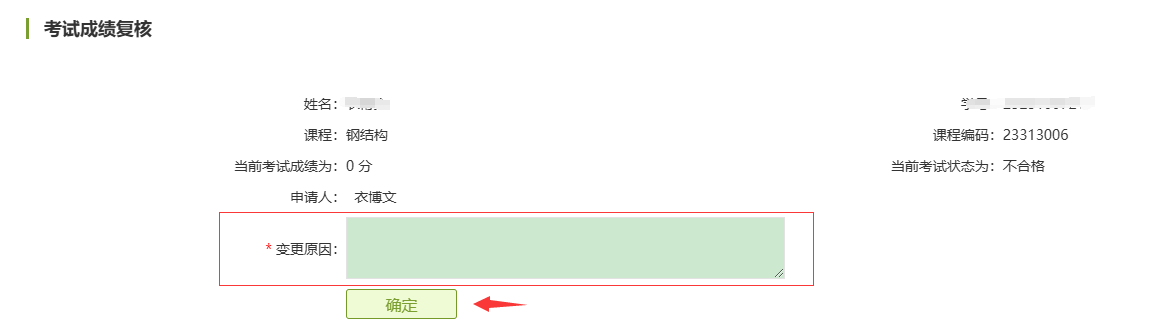 考试成绩复核
姓名：
课程：钢结构 课程编码：23313006
当前考试成绩为：0 分 当前考试状态为：不合格
申请人： 衣博文
* 变更原因：
确定